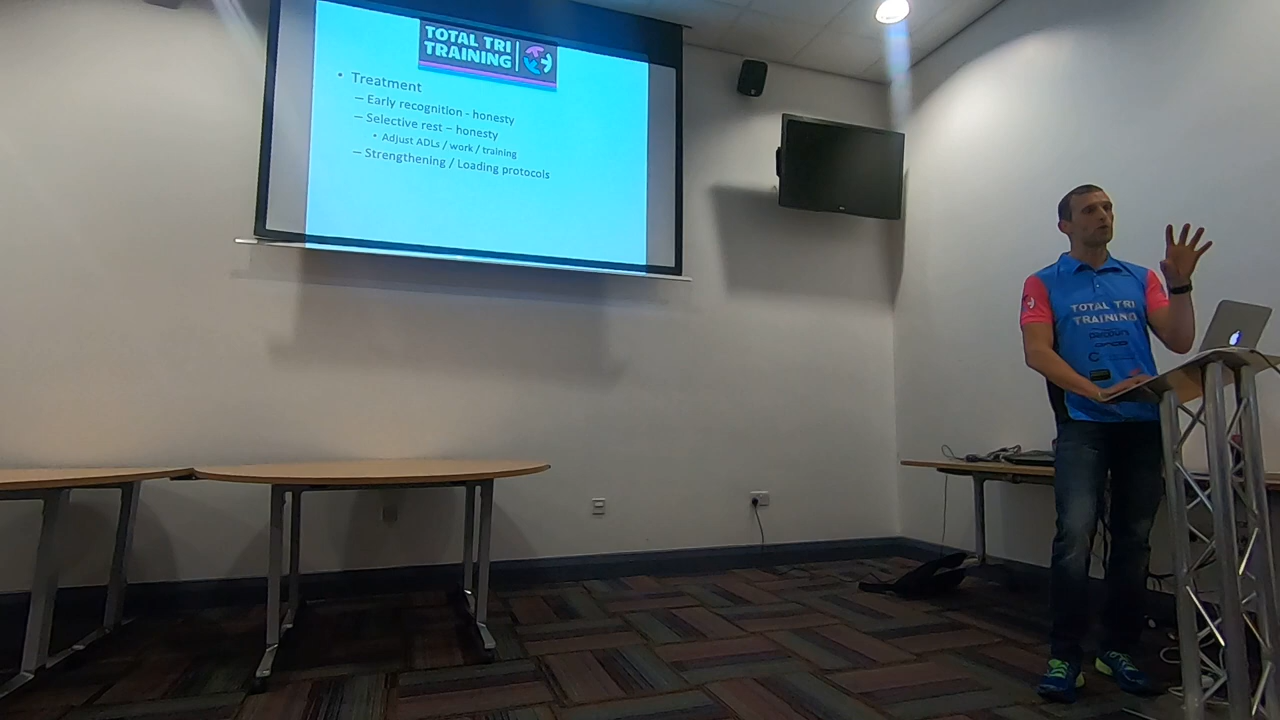 TOTAL TRI
TRAINING
• Treatment
– Early recognition - honesty
– Selective rest – honesty
• Adjust ADLs / work / training
– Strengthening / Loading protocols
TOTAL TRI
TRAINING